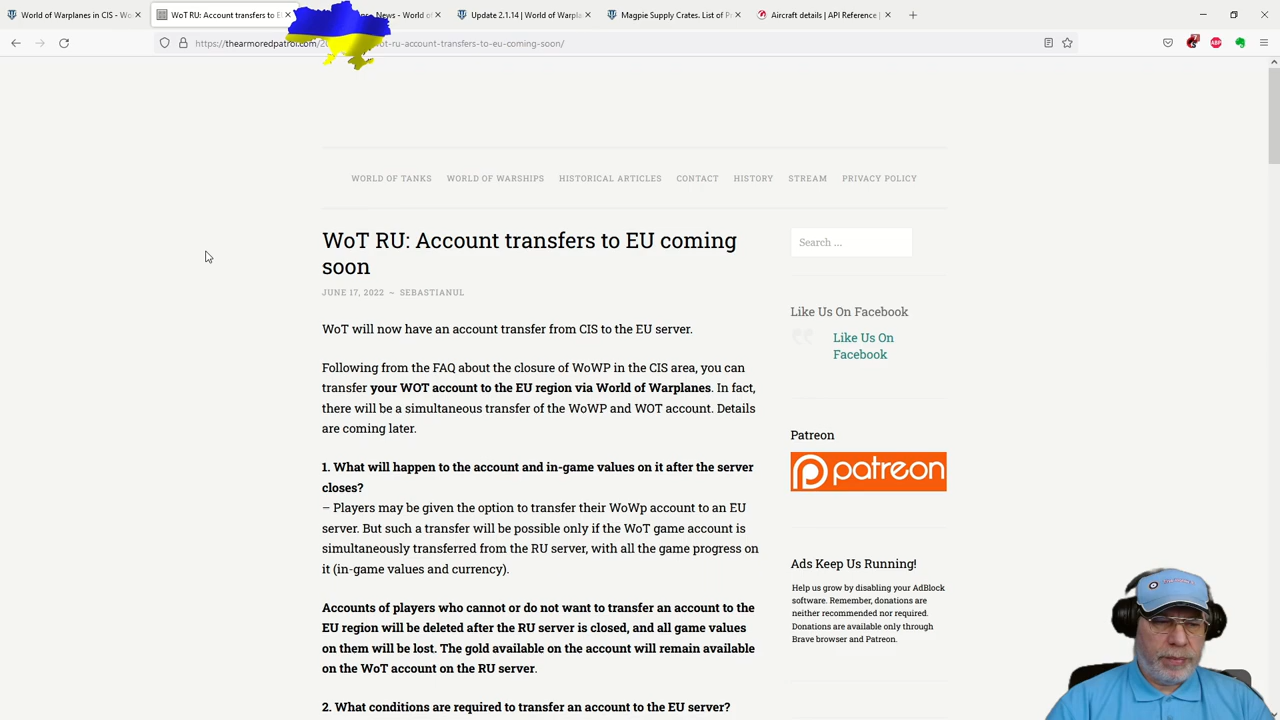 World of Warplanes in CIS - Wo
WoT RU: Account transfers to E
- News - World of
Update 2.1.14 | World of Warpla
Magpie Supply Crates. List of P
Aircraft details | API Reference |
https://thearmoredpatrol.com/20 ot-ru-account-transfers-to-eu-coming-soon/
WORLD OF TANKS WORLD OF WARSHIPS HISTORICAL ARTICLES CONTACT HISTORY STREAM PRIVACY POLICY
WoT RU: Account transfers to EU coming
soon
JUNE 17, 2022 ~ SEBASTIANUL
WoT will now have an account transfer from CIS to the EU server.
Following from the FAQ about the closure of WoWP in the CIS area, you can
transfer your WOT account to the EU region via World of Warplanes. In fact,
there will be a simultaneous transfer of the WoWP and WOT account. Details
are coming later.
1. What will happen to the account and in-game values on it after the server
closes?
– Players may be given the option to transfer their WoWp account to an EU
server. But such a transfer will be possible only if the WoT game account is
simultaneously transferred from the RU server, with all the game progress on
it (in-game values and currency).
Accounts of players who cannot or do not want to transfer an account to the
EU region will be deleted after the RU server is closed, and all game values
on them will be lost. The gold available on the account will remain available
on the WoT account on the RU server.
2. What conditions are required to transfer an account to the EU server?
Search ...
Like Us On Facebook
Like Us On
Facebook
Patreon
patreon
Ads Keep Us Running!
Help us grow by disabling your AdBlock
software. Remember, donations are
neither recommended nor required.
Donations are available only through
Brave browser and Patreon.